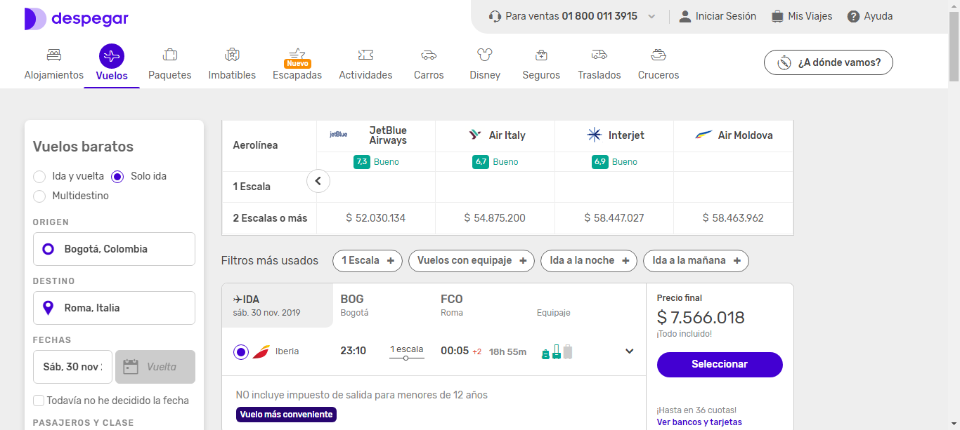 despegar
Para ventas 01 800 011 3915
Iniciar Sesión
Mis Viajes
Ayuda
Alojamientos
Vuelos
Paquetes
Imbatibles
Nuevo
Escapadas
Actividades
Carros
Disney
Seguros
Traslados
Cruceros
¿A dónde vamos?
Vuelos baratos
Ida y vuelta
Solo ida
Multidestino
ORIGEN
Bogotá, Colombia
DESTINO
Roma, Italia
FECHAS
Sáb. 30 nov
Vuelta
Todavía no he decidido la fecha
PASAJEROS Y CLASE
Aerolínea
jetBlue
JetBlue
Airways
Air Italy
Interjet
Air Moldova
7,3 Bueno
6,7 Bueno
6,9 Bueno
1 Escala
2 Escalas o más
$ 52.030.134
$ 54.875.200
$ 58.447.027
$ 58.463.962
Filtros más usados
1 Escala +
Vuelos con equipaje +
Ida a la noche +
Ida a la mañana +
IDA
sáb. 30 nov. 2019
BOG
Bogotá
FCO
Roma
Equipaje
Iberia
23:10
1 escala
00:05 +2
18h 55m
NO incluye impuesto de salida para menores de 12 años
Vuelo más conveniente
Precio final
$ 7.566.018
¡Todo incluido!
Seleccionar
¡Hasta en 36 cuotas!
Ver bancos y tarjetas